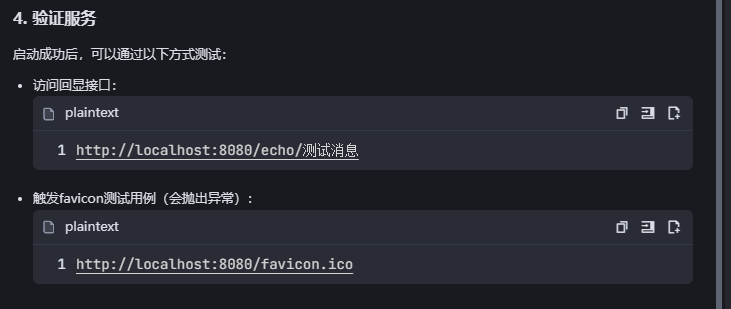 4. 验证服务
启动成功后，可以通过以下方式测试：
• 访问回显接口：
plaintext
1 http://localhost:8080/echo/测试消息
• 触发favicon测试用例（会抛出异常）：
plaintext
1 http://localhost:8080/favicon.ico